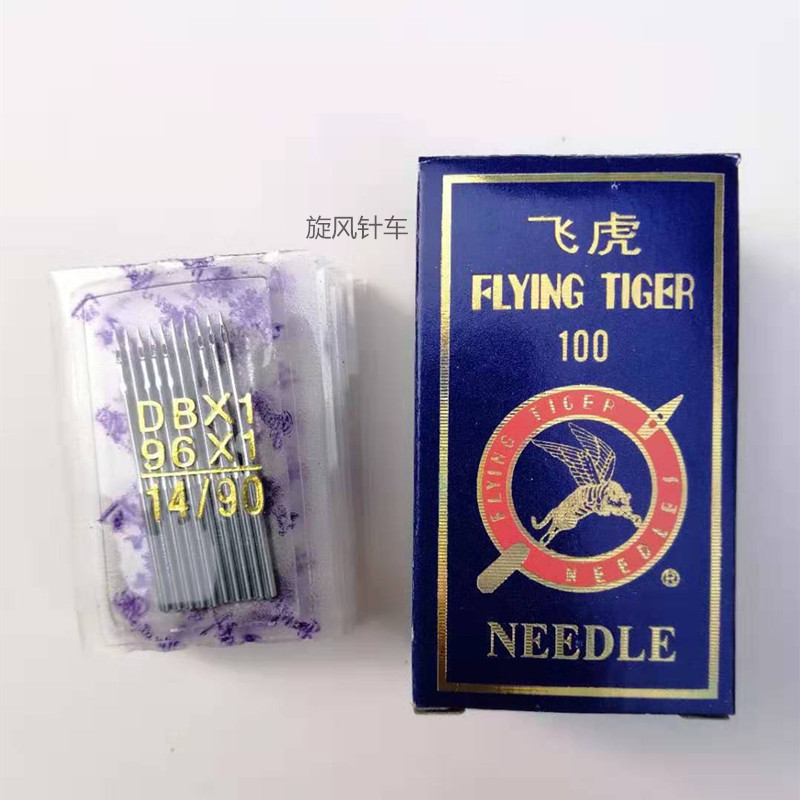 旋风针车
DBX1
96X1
14/90
飞虎
FLYING TIGER
100
FLYING TIGER
NEEDLES
®
NEEDLE